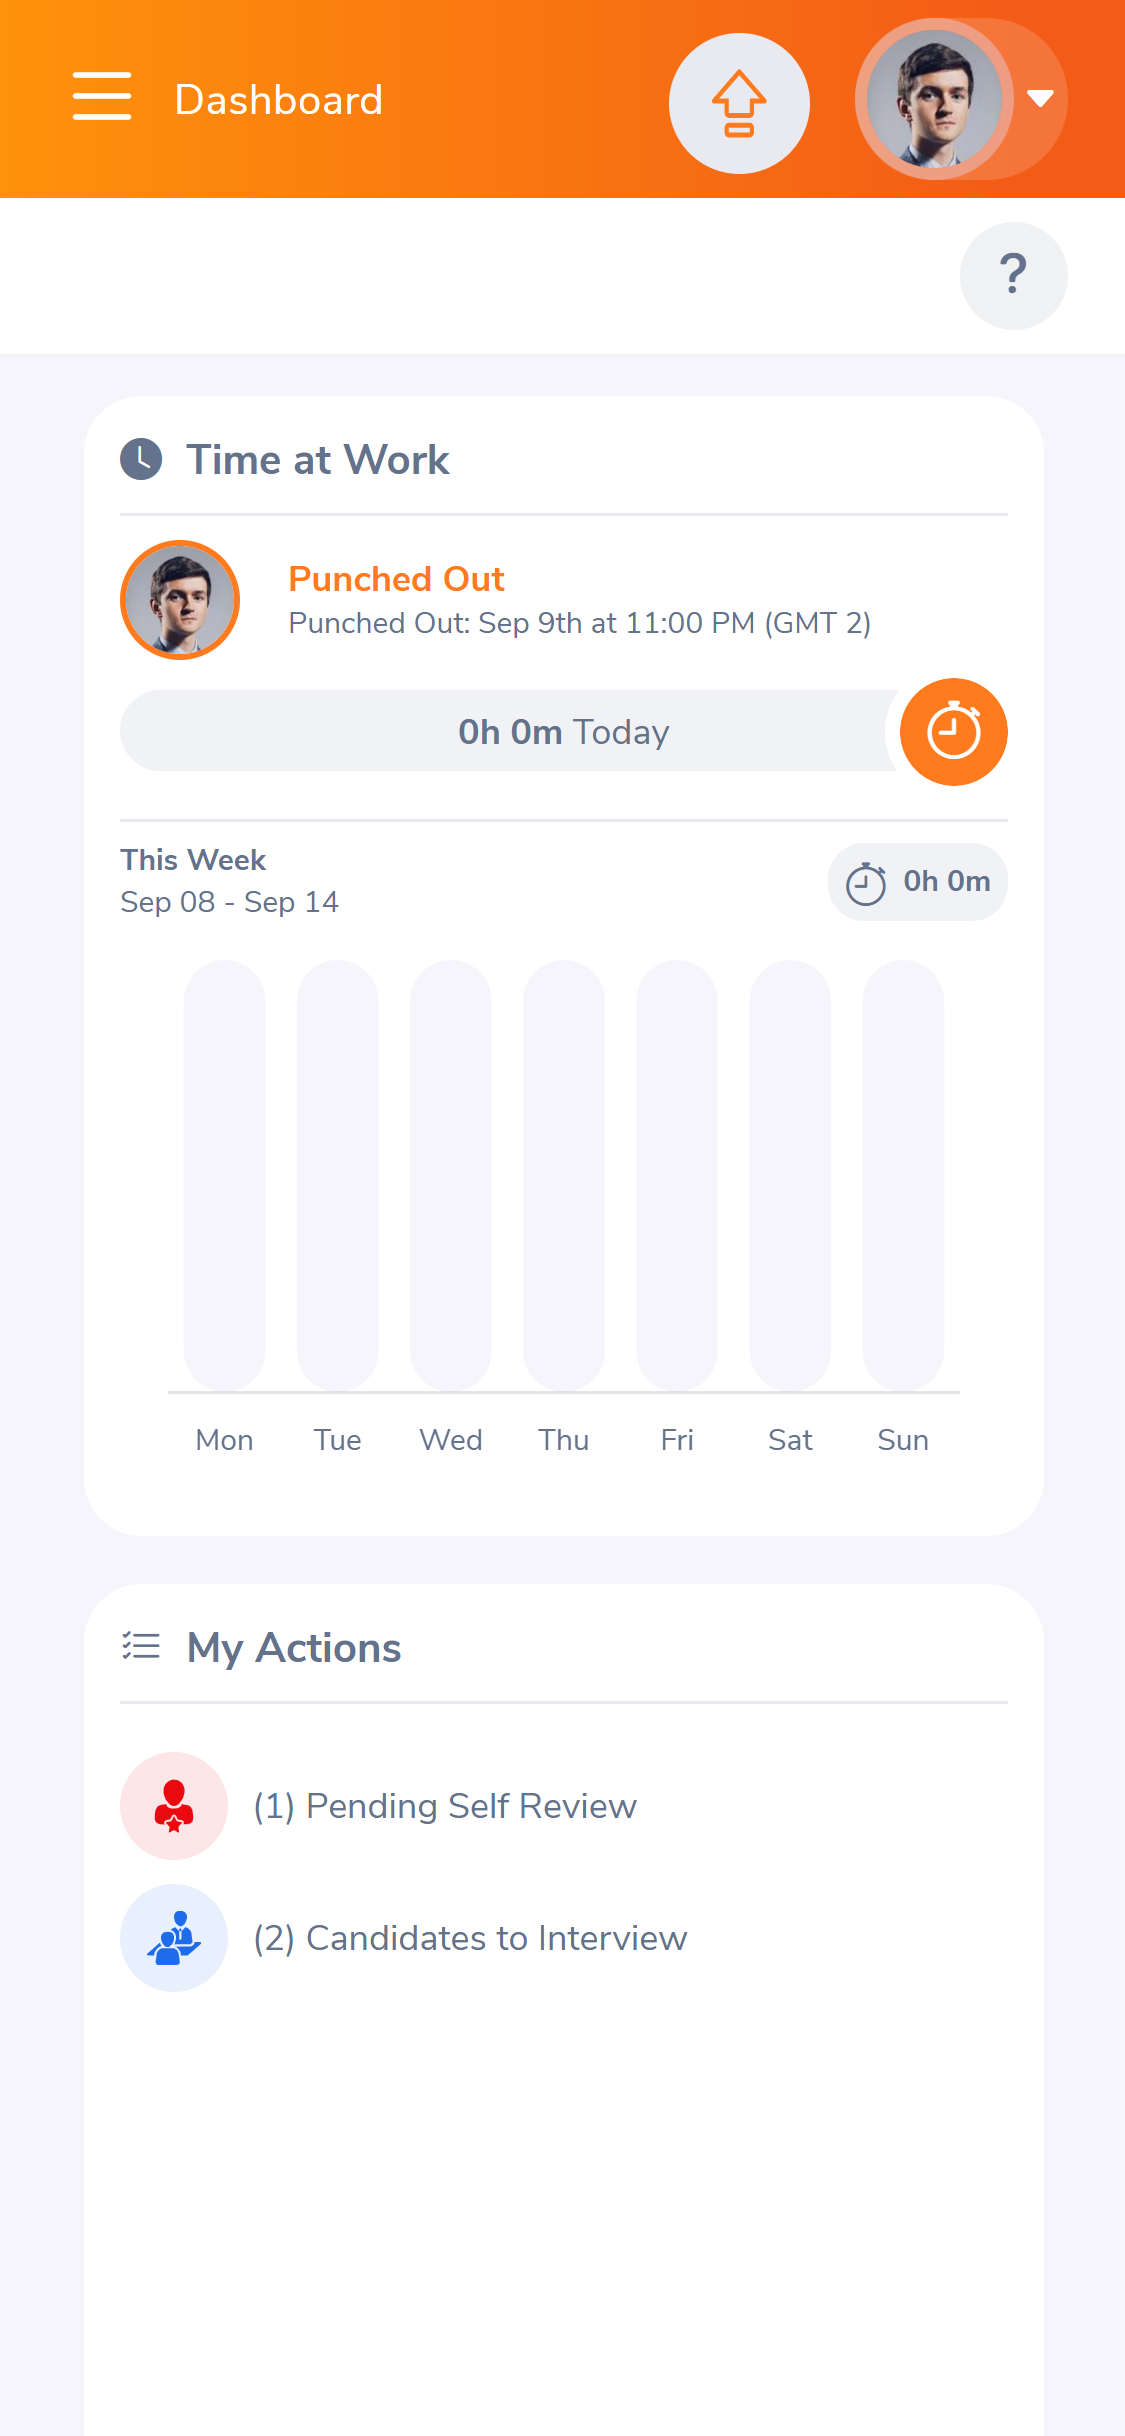 Dashboard
?
Time at Work
Punched Out
Punched Out: Sep 9th at 11:00 PM (GMT 2)
0h 0m Today
This Week
Sep 08 - Sep 14
0h 0m
Mon Tue Wed Thu Fri Sat Sun
My Actions
(1) Pending Self Review
(2) Candidates to Interview